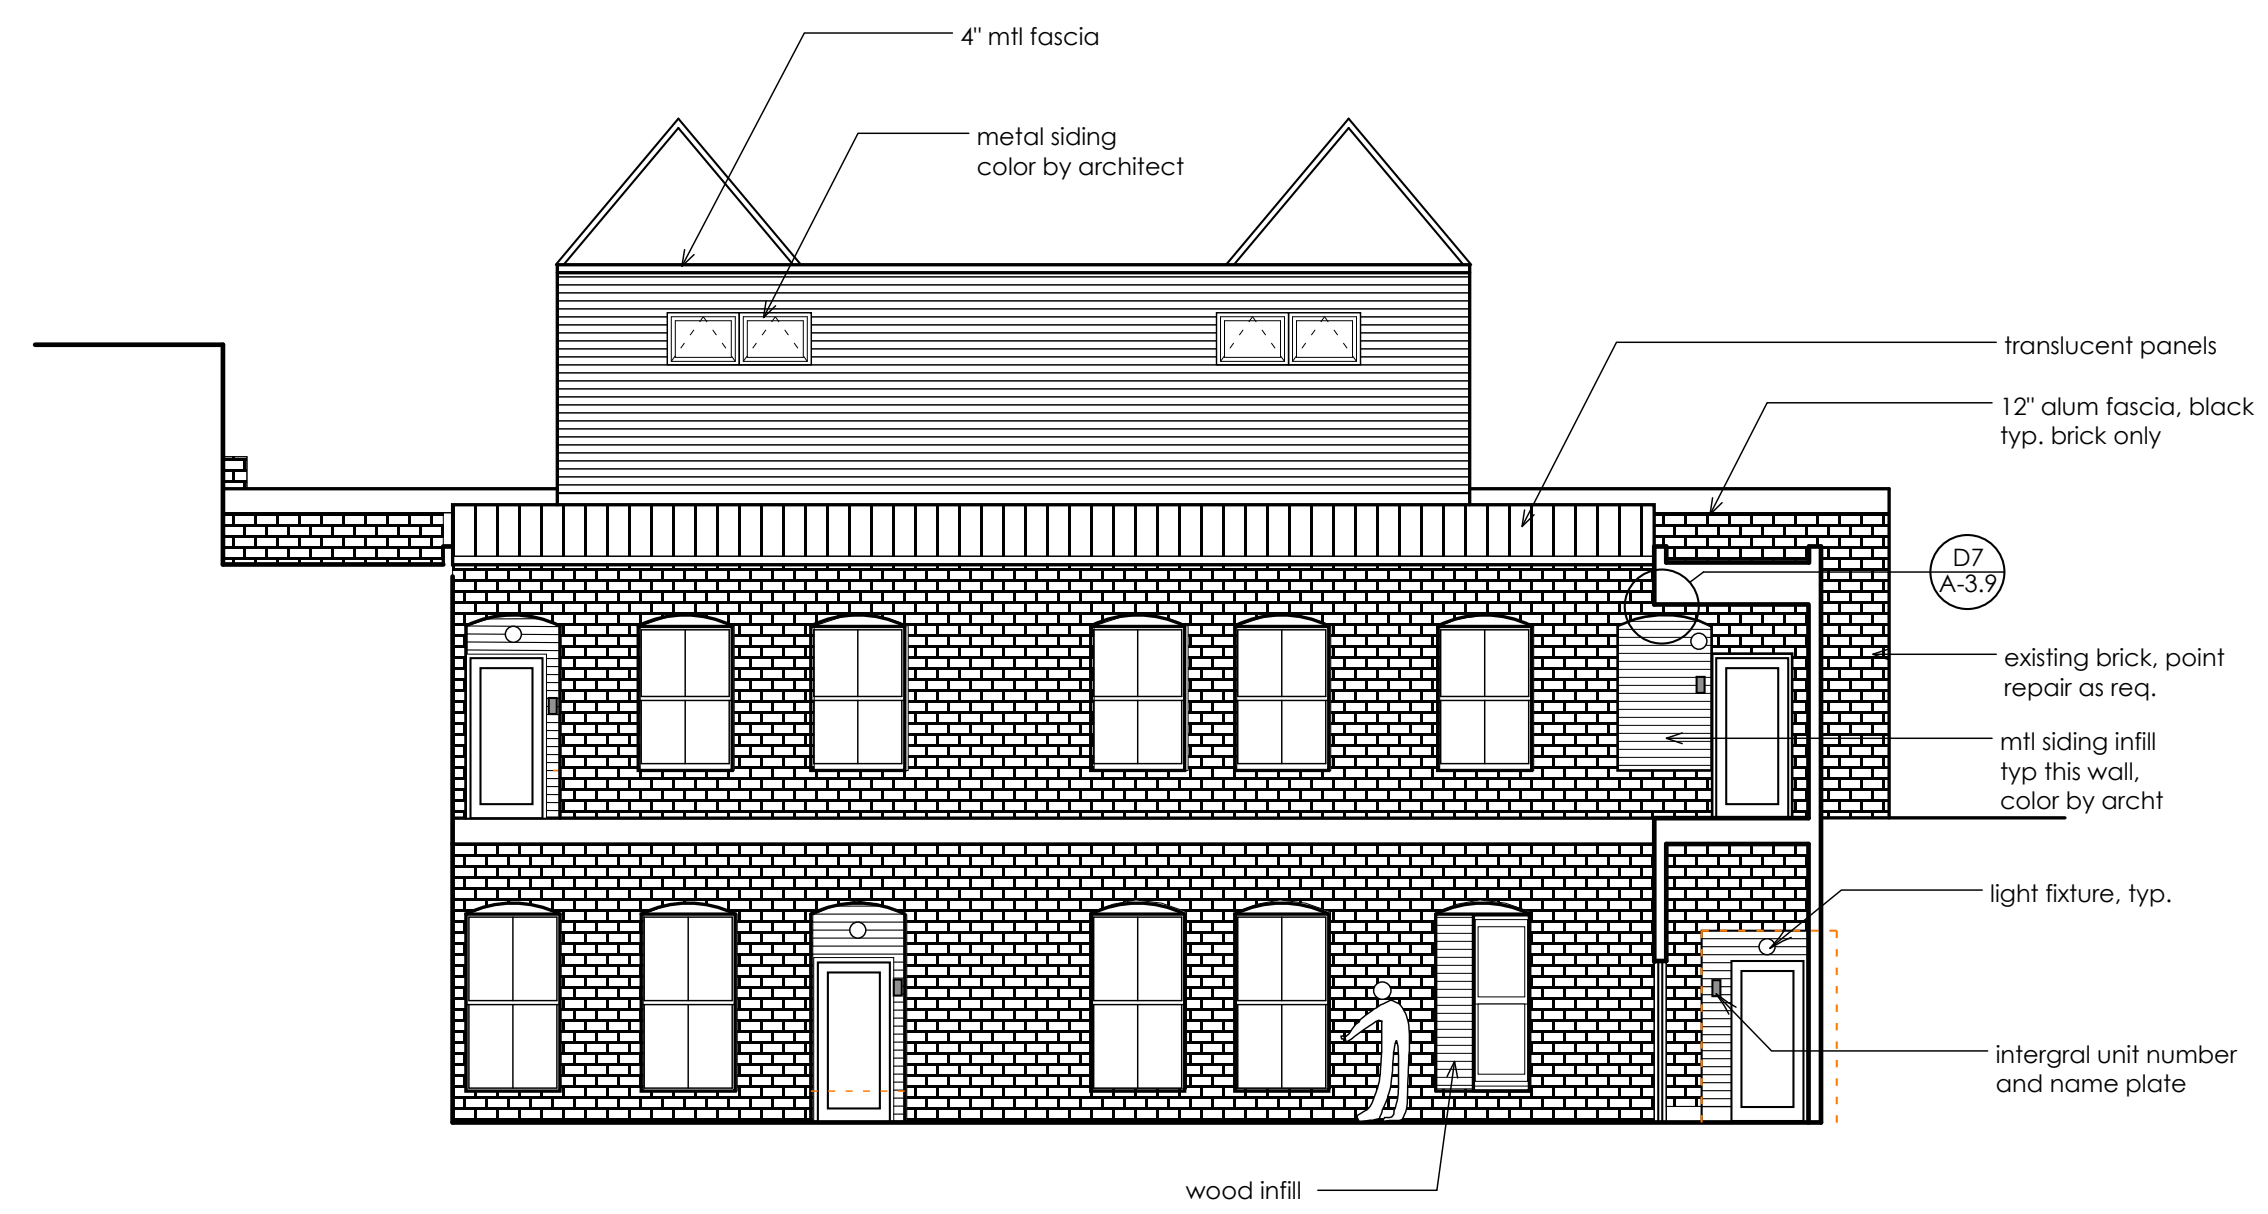 4" mtl fascia
metal siding
color by architect
translucent panels
12" alum fascia, black
typ. brick only
D7
A-3.9
existing brick, point
repair as req.
mtl siding infill
typ this wall,
color by archt
light fixture, typ.
intergral unit number
and name plate
wood infill